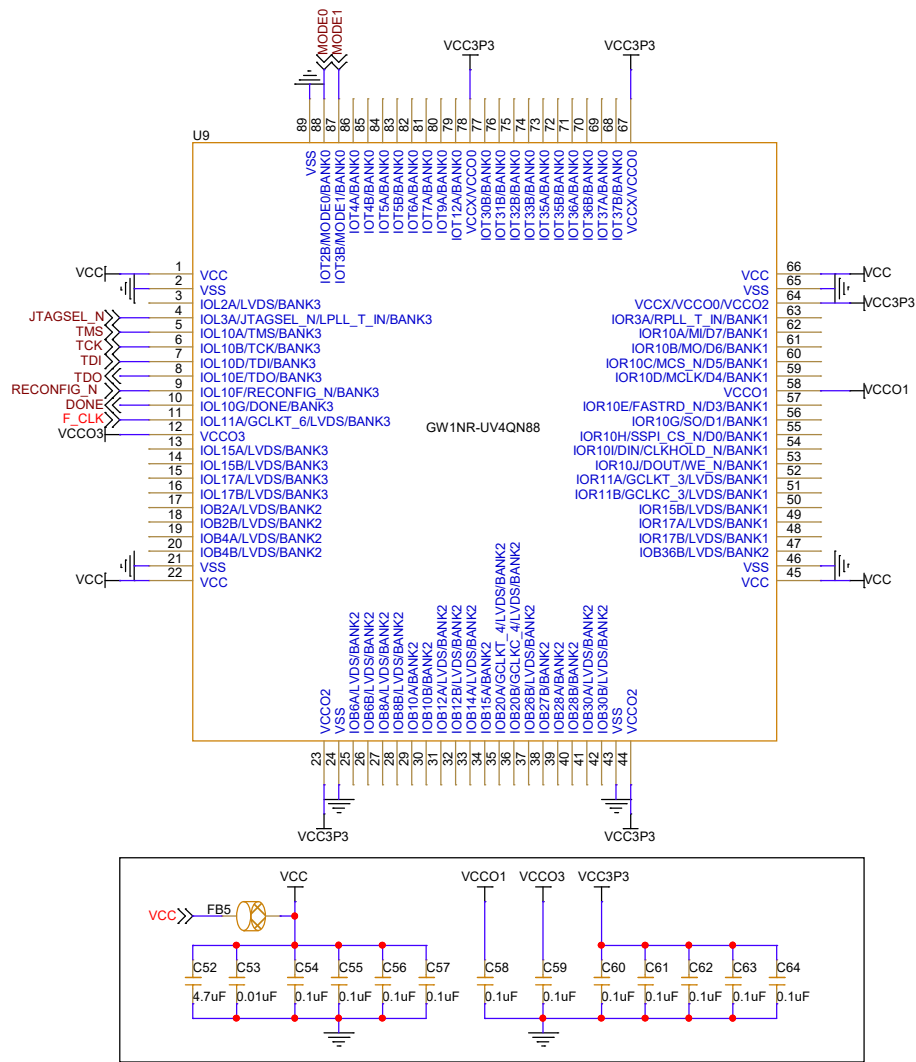 MODE0
MODE1
VCC3P3
VCC3P3
89
88
87
86
85
84
83
82
81
80
79
78
77
76
75
74
73
72
71
70
69
68
67
U9
VSS
IOT2B/MODE0/BANK0
IOT3B/MODE1/BANK0
IOT4A/BANK0
IOT4B/BANK0
IOT5A/BANK0
IOT5B/BANK0
IOT6A/BANK0
IOT7A/BANK0
IOT9A/BANK0
IOT12A/BANK0
VCCX/VCCO0
IOT30B/BANK0
IOT31B/BANK0
IOT32B/BANK0
IOT33B/BANK0
IOT35A/BANK0
IOT35B/BANK0
IOT36A/BANK0
IOT36B/BANK0
IOT37A/BANK0
IOT37B/BANK0
VCCX/VCCO0
VCC 1 VCC
2 VSS
3 IOL2A/LVDS/BANK3
JTAGSEL_N 4 IOL3A/JTAGSEL_N/LPLL_T_IN/BANK3
TMS 5 IOL10A/TMS/BANK3
TCK 6 IOL10B/TCK/BANK3
TDI 7 IOL10D/TDI/BANK3
TDO 8 IOL10E/TDO/BANK3
RECONFIG_N 9 IOL10F/RECONFIG_N/BANK3
DONE 10 IOL10G/DONE/BANK3
F_CLK 11 IOL11A/GCLKT_6/LVDS/BANK3
VCCO3 12 VCCO3
13 IOL15A/LVDS/BANK3
14 IOL15B/LVDS/BANK3
15 IOL17A/LVDS/BANK3
16 IOL17B/LVDS/BANK3
17 IOB2A/LVDS/BANK2
18 IOB2B/LVDS/BANK2
19 IOB4A/LVDS/BANK2
20 IOB4B/LVDS/BANK2
21 VSS
VCC 22 VCC
GW1NR-UV4QN88
VCC 66 VCC
VSS 65
VCCX/VCCO0/VCCO2 64 VCC3P3
IOR3A/RPLL_T_IN/BANK1 63
IOR10A/MI/D7/BANK1 62
IOR10B/MO/D6/BANK1 61
IOR10C/MCS_N/D5/BANK1 60
IOR10D/MCLK/D4/BANK1 59
VCCO1 58 VCCO1
IOR10E/FASTRD_N/D3/BANK1 57
IOR10G/SO/D1/BANK1 56
IOR10H/SSPI_CS_N/D0/BANK1 55
IOR10I/DIN/CLKHOLD_N/BANK1 54
IOR10J/DOUT/WE_N/BANK1 53
IOR11A/GCLKT_3/LVDS/BANK1 52
IOR11B/GCLKC_3/LVDS/BANK1 51
IOR15B/LVDS/BANK1 50
IOR17A/LVDS/BANK1 49
IOR17B/LVDS/BANK1 48
IOB36B/LVDS/BANK2 47
VSS 46
VCC 45 VCC
VCCO2
VSS
IOB6A/LVDS/BANK2
IOB6B/LVDS/BANK2
IOB8A/LVDS/BANK2
IOB8B/LVDS/BANK2
IOB10A/BANK2
IOB10B/BANK2
IOB12A/LVDS/BANK2
IOB12B/LVDS/BANK2
IOB14A/LVDS/BANK2
IOB15A/BANK2
IOB20A/GCLKT_4/LVDS/BANK2
IOB20B/GCLKC_4/LVDS/BANK2
IOB26B/LVDS/BANK2
IOB27B/BANK2
IOB28A/BANK2
IOB28B/BANK2
IOB30A/LVDS/BANK2
IOB30B/LVDS/BANK2
VSS
VCCO2
23
24
25
26
27
28
29
30
31
32
33
34
35
36
37
38
39
40
41
42
43
44
VCC3P3
VCC3P3
VCC VCCO1 VCCO3 VCC3P3
VCC FB5
C52 C53 C54 C55 C56 C57 C58 C59 C60 C61 C62 C63 C64
4.7uF 0.01uF 0.1uF 0.1uF 0.1uF 0.1uF 0.1uF 0.1uF 0.1uF 0.1uF 0.1uF 0.1uF 0.1uF